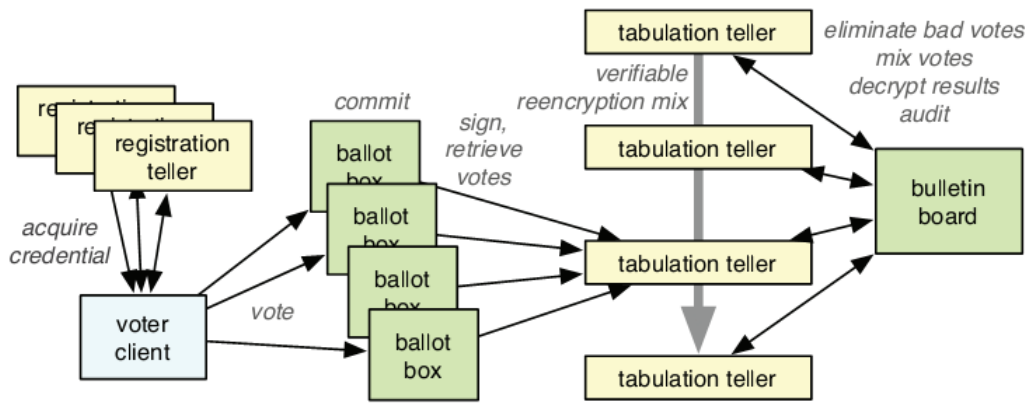 tabulation teller
eliminate bad votes
mix votes
decrypt results
audit
verifiable
reencryption mix
commit
sign,
retrieve
votes
registration
teller
ballot
box
tabulation teller
bulletin
board
ballot
box
acquire
credential
tabulation teller
ballot
box
vote
voter
client
ballot
box
tabulation teller